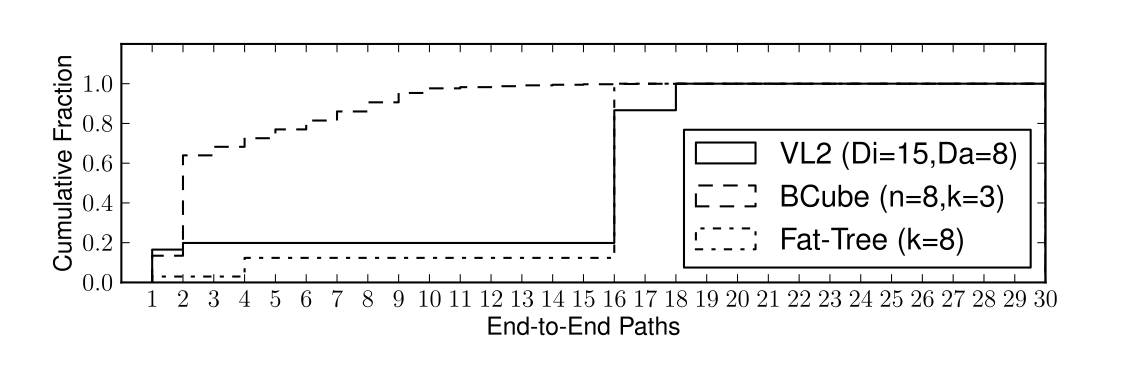 Cumulative Fraction
1.0
0.8
0.6
0.4
0.2
0.0
VL2 (Di=15,Da=8)
BCube (n=8,k=3)
Fat-Tree (k=8)
1 2 3 4 5 6 7 8 9 10 11 12 13 14 15 16 17 18 19 20 21 22 23 24 25 26 27 28 29 30
End-to-End Paths